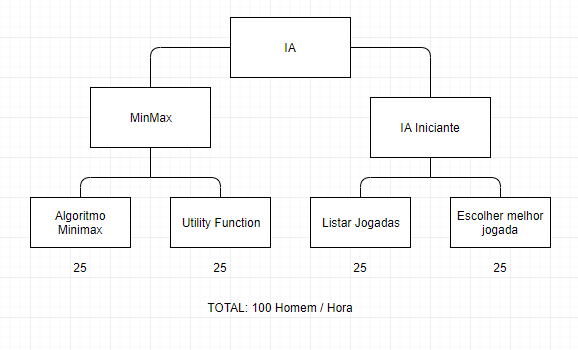 IA
MinMax
IA Iniciante
Algoritmo
Minimax
Utility Function
Listar Jogadas
Escolher melhor
jogada
25
25
25
25
TOTAL: 100 Homem / Hora